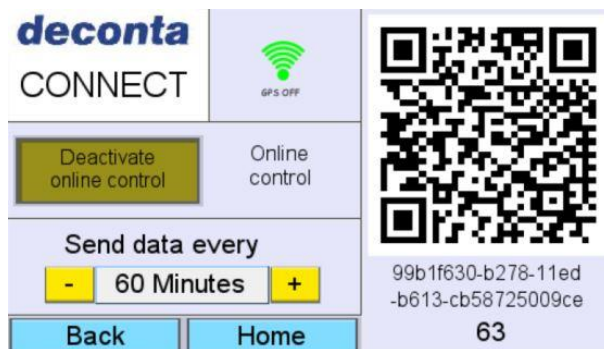 deconta
CONNECT
GPS OFF
Deactivate
online control
Online
control
Send data every
-
60 Minutes
+
Back
Home
99b1f630-b278-11ed
-b613-cb58725009ce
63